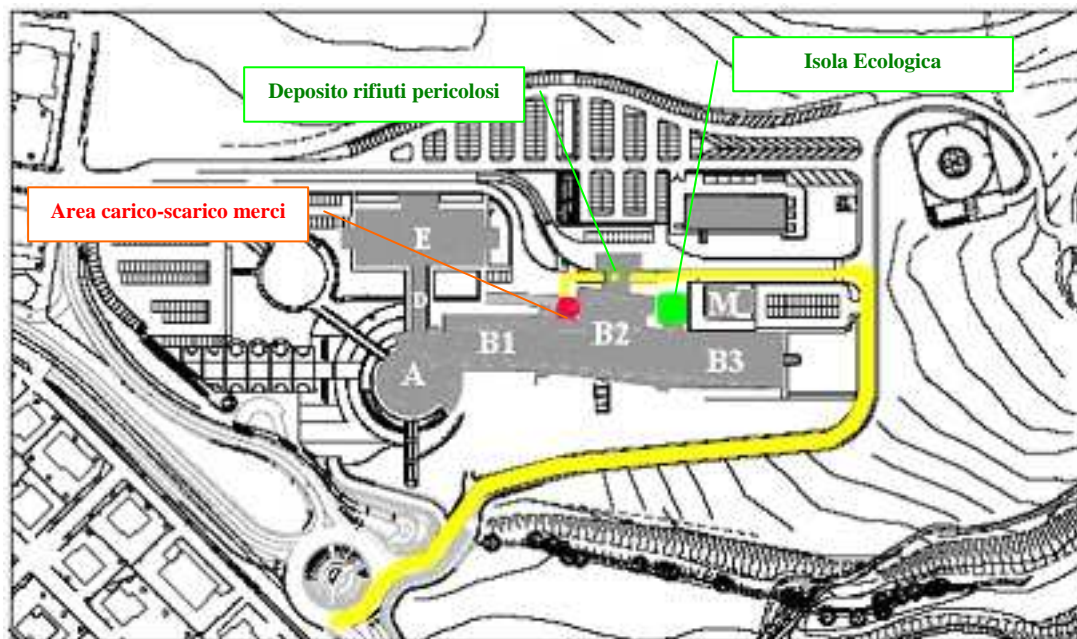 Isola Ecologica
Deposito rifiuti pericolosi
Area carico-scarico merci
E
D
M
B2
B1
B3
A